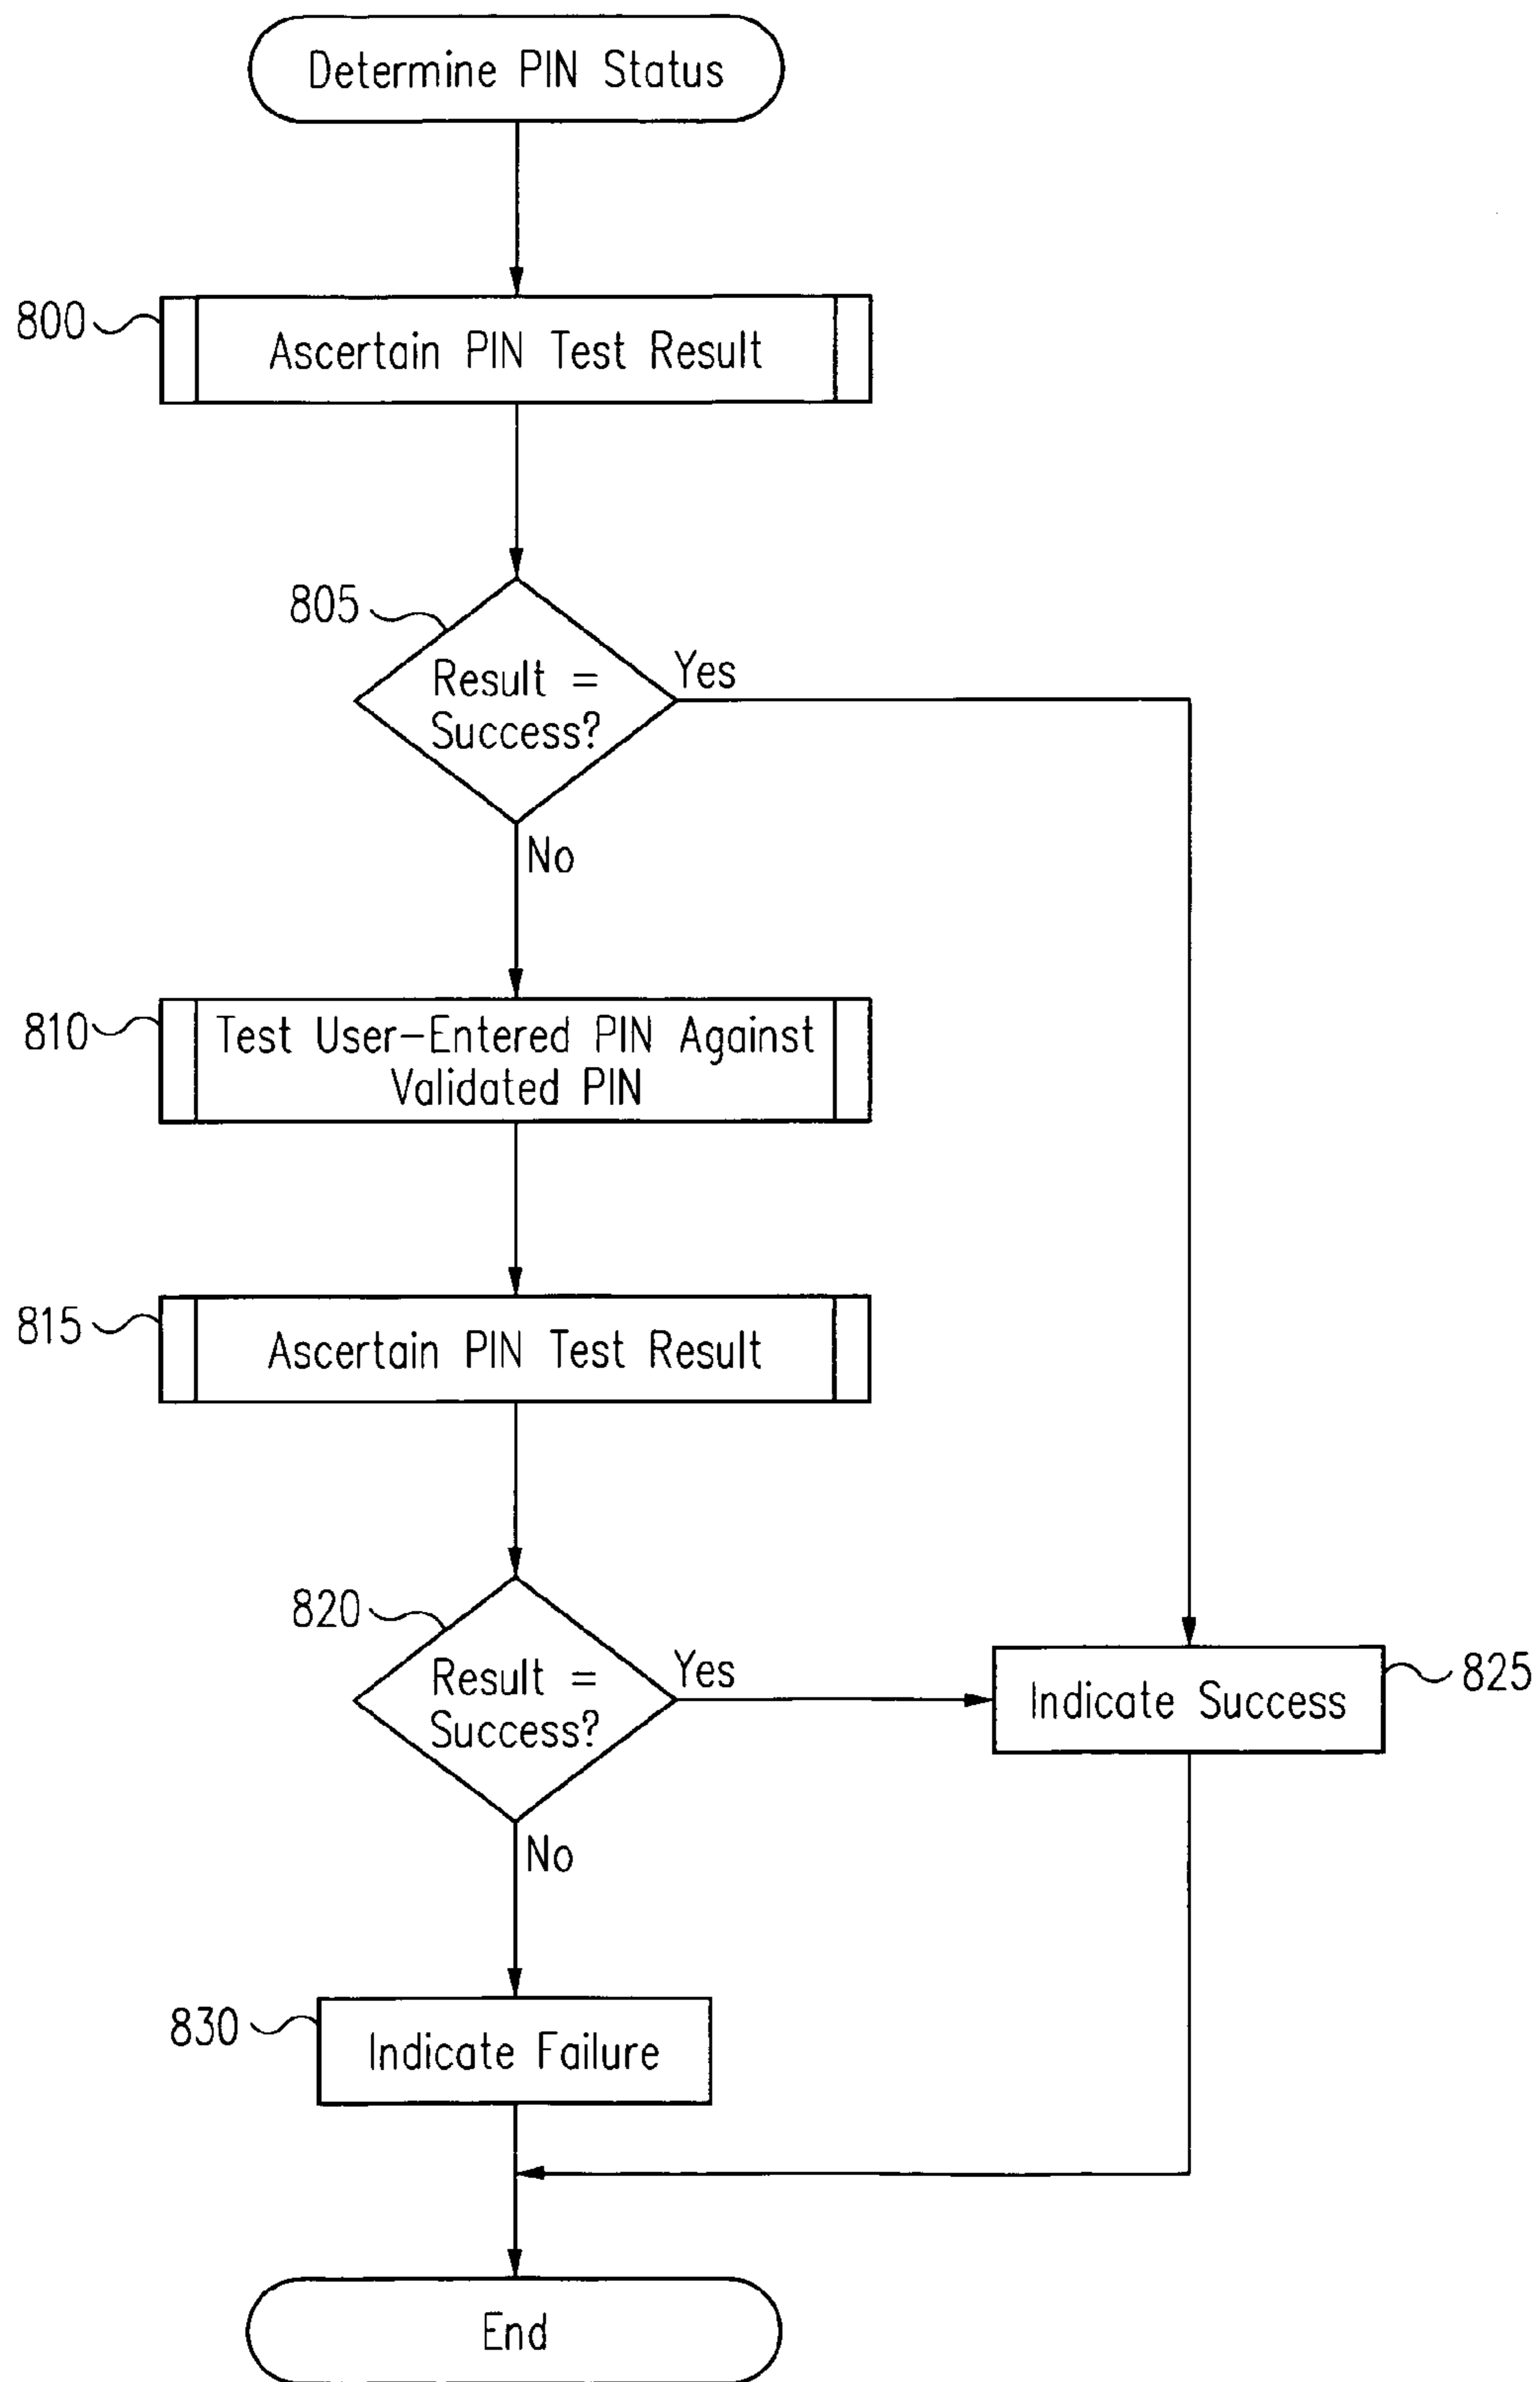 Determine PIN Status
800
Ascertain PIN Test Result
805
Result =
Success?
Yes
No
810
Test User-Entered PIN Against
Validated PIN
815
Ascertain PIN Test Result
820
Result =
Success?
Yes
Indicate Success
825
No
830
Indicate Failure
End